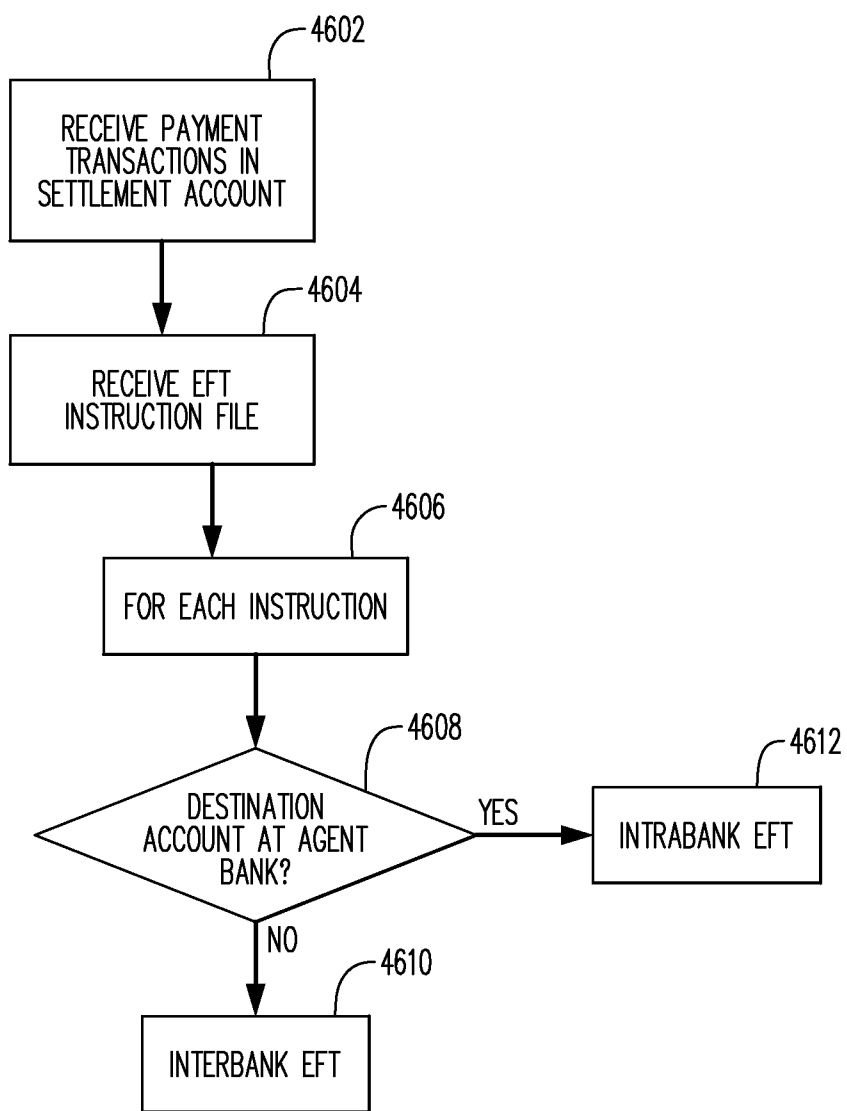 4602
RECEIVE PAYMENT
TRANSACTIONS IN
SETTLEMENT ACCOUNT
4604
RECEIVE EFT
INSTRUCTION FILE
4606
FOR EACH INSTRUCTION
4608
DESTINATION
ACCOUNT AT AGENT
BANK?
YES
4612
INTRABANK EFT
NO
4610
INTERBANK EFT